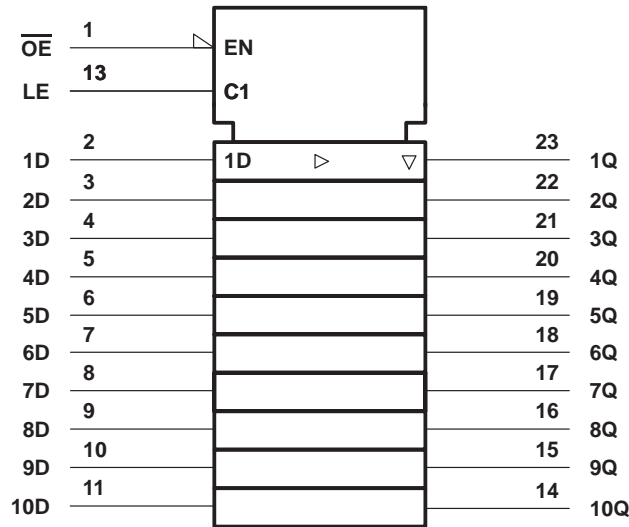 OE 1 EN
LE 13 C1
1D 2 1D 23 1Q
2D 3 22 2Q
3D 4 21 3Q
4D 5 20 4Q
5D 6 19 5Q
6D 7 18 6Q
7D 8 17 7Q
8D 9 16 8Q
9D 10 15 9Q
10D 11 14 10Q